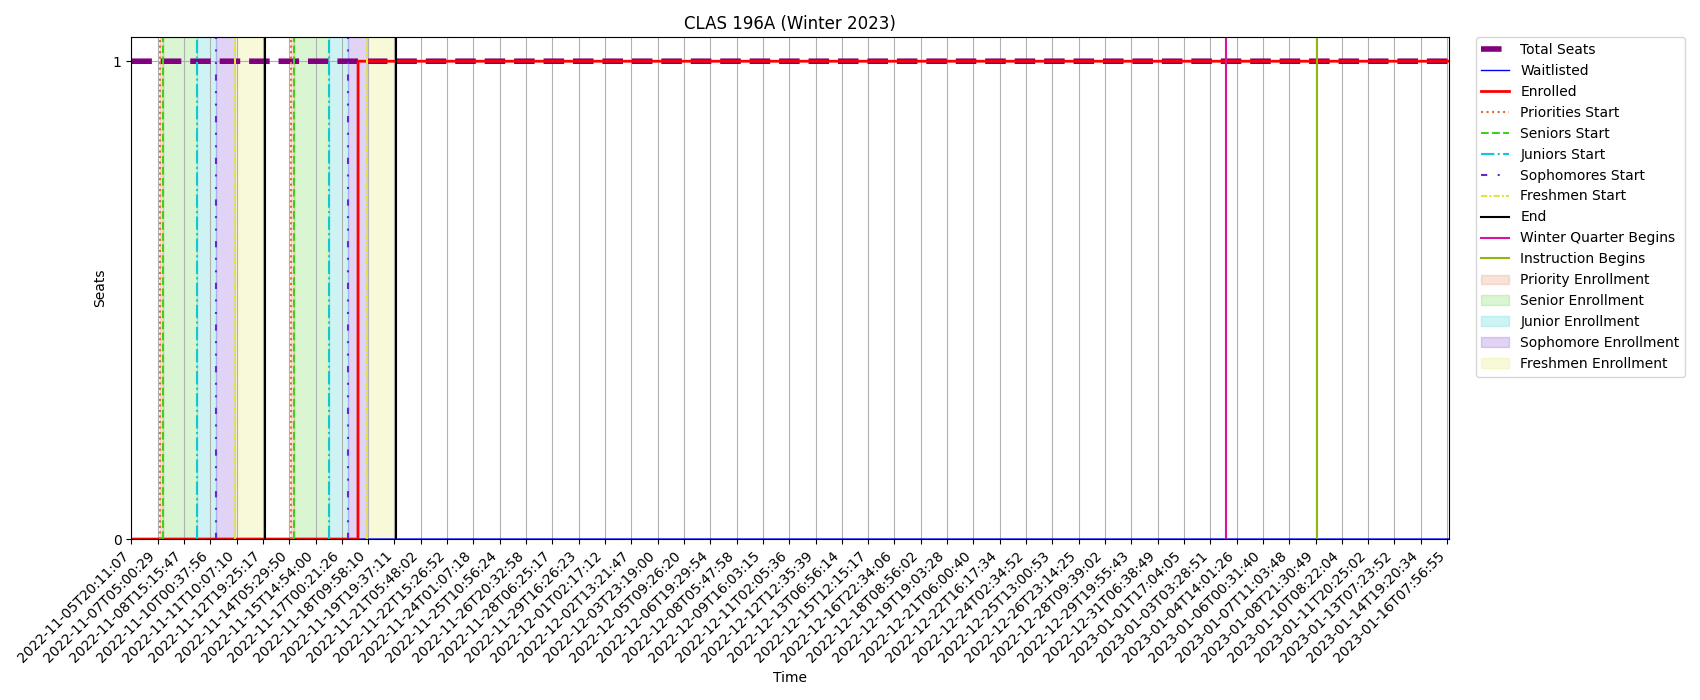 CLAS 196A (Winter 2023)
Seats
1
0
2022-11-05T20:11:07
2022-11-07T05:00:29
2022-11-08T15:15:47
2022-11-10T00:37:56
2022-11-11T10:07:10
2022-11-12T19:25:17
2022-11-14T05:29:50
2022-11-15T14:54:00
2022-11-17T00:21:26
2022-11-18T09:58:10
2022-11-19T19:37:11
2022-11-21T05:48:02
2022-11-22T15:26:52
2022-11-24T01:07:18
2022-11-25T10:56:24
2022-11-26T20:32:58
2022-11-28T06:25:17
2022-11-29T16:26:23
2022-12-01T02:17:12
2022-12-02T13:21:47
2022-12-03T23:19:00
2022-12-05T09:26:20
2022-12-06T19:29:54
2022-12-08T05:47:58
2022-12-09T16:03:15
2022-12-11T02:05:36
2022-12-12T12:35:39
2022-12-13T06:56:14
2022-12-15T12:15:17
2022-12-16T22:34:06
2022-12-18T08:56:02
2022-12-19T19:03:28
2022-12-21T06:00:40
2022-12-22T16:17:34
2022-12-24T02:34:52
2022-12-25T13:00:53
2022-12-26T23:14:25
2022-12-28T09:39:02
2022-12-29T19:55:43
2022-12-31T06:38:49
2023-01-01T17:04:05
2023-01-03T03:28:51
2023-01-04T14:01:26
2023-01-06T00:31:40
2023-01-07T11:03:48
2023-01-08T21:30:49
2023-01-10T08:22:04
2023-01-11T20:25:02
2023-01-13T07:23:52
2023-01-14T19:20:34
2023-01-16T07:56:55
Time
Total Seats
Waitlisted
Enrolled
Priorities Start
Seniors Start
Juniors Start
Sophomores Start
Freshmen Start
End
Winter Quarter Begins
Instruction Begins
Priority Enrollment
Senior Enrollment
Junior Enrollment
Sophomore Enrollment
Freshmen Enrollment